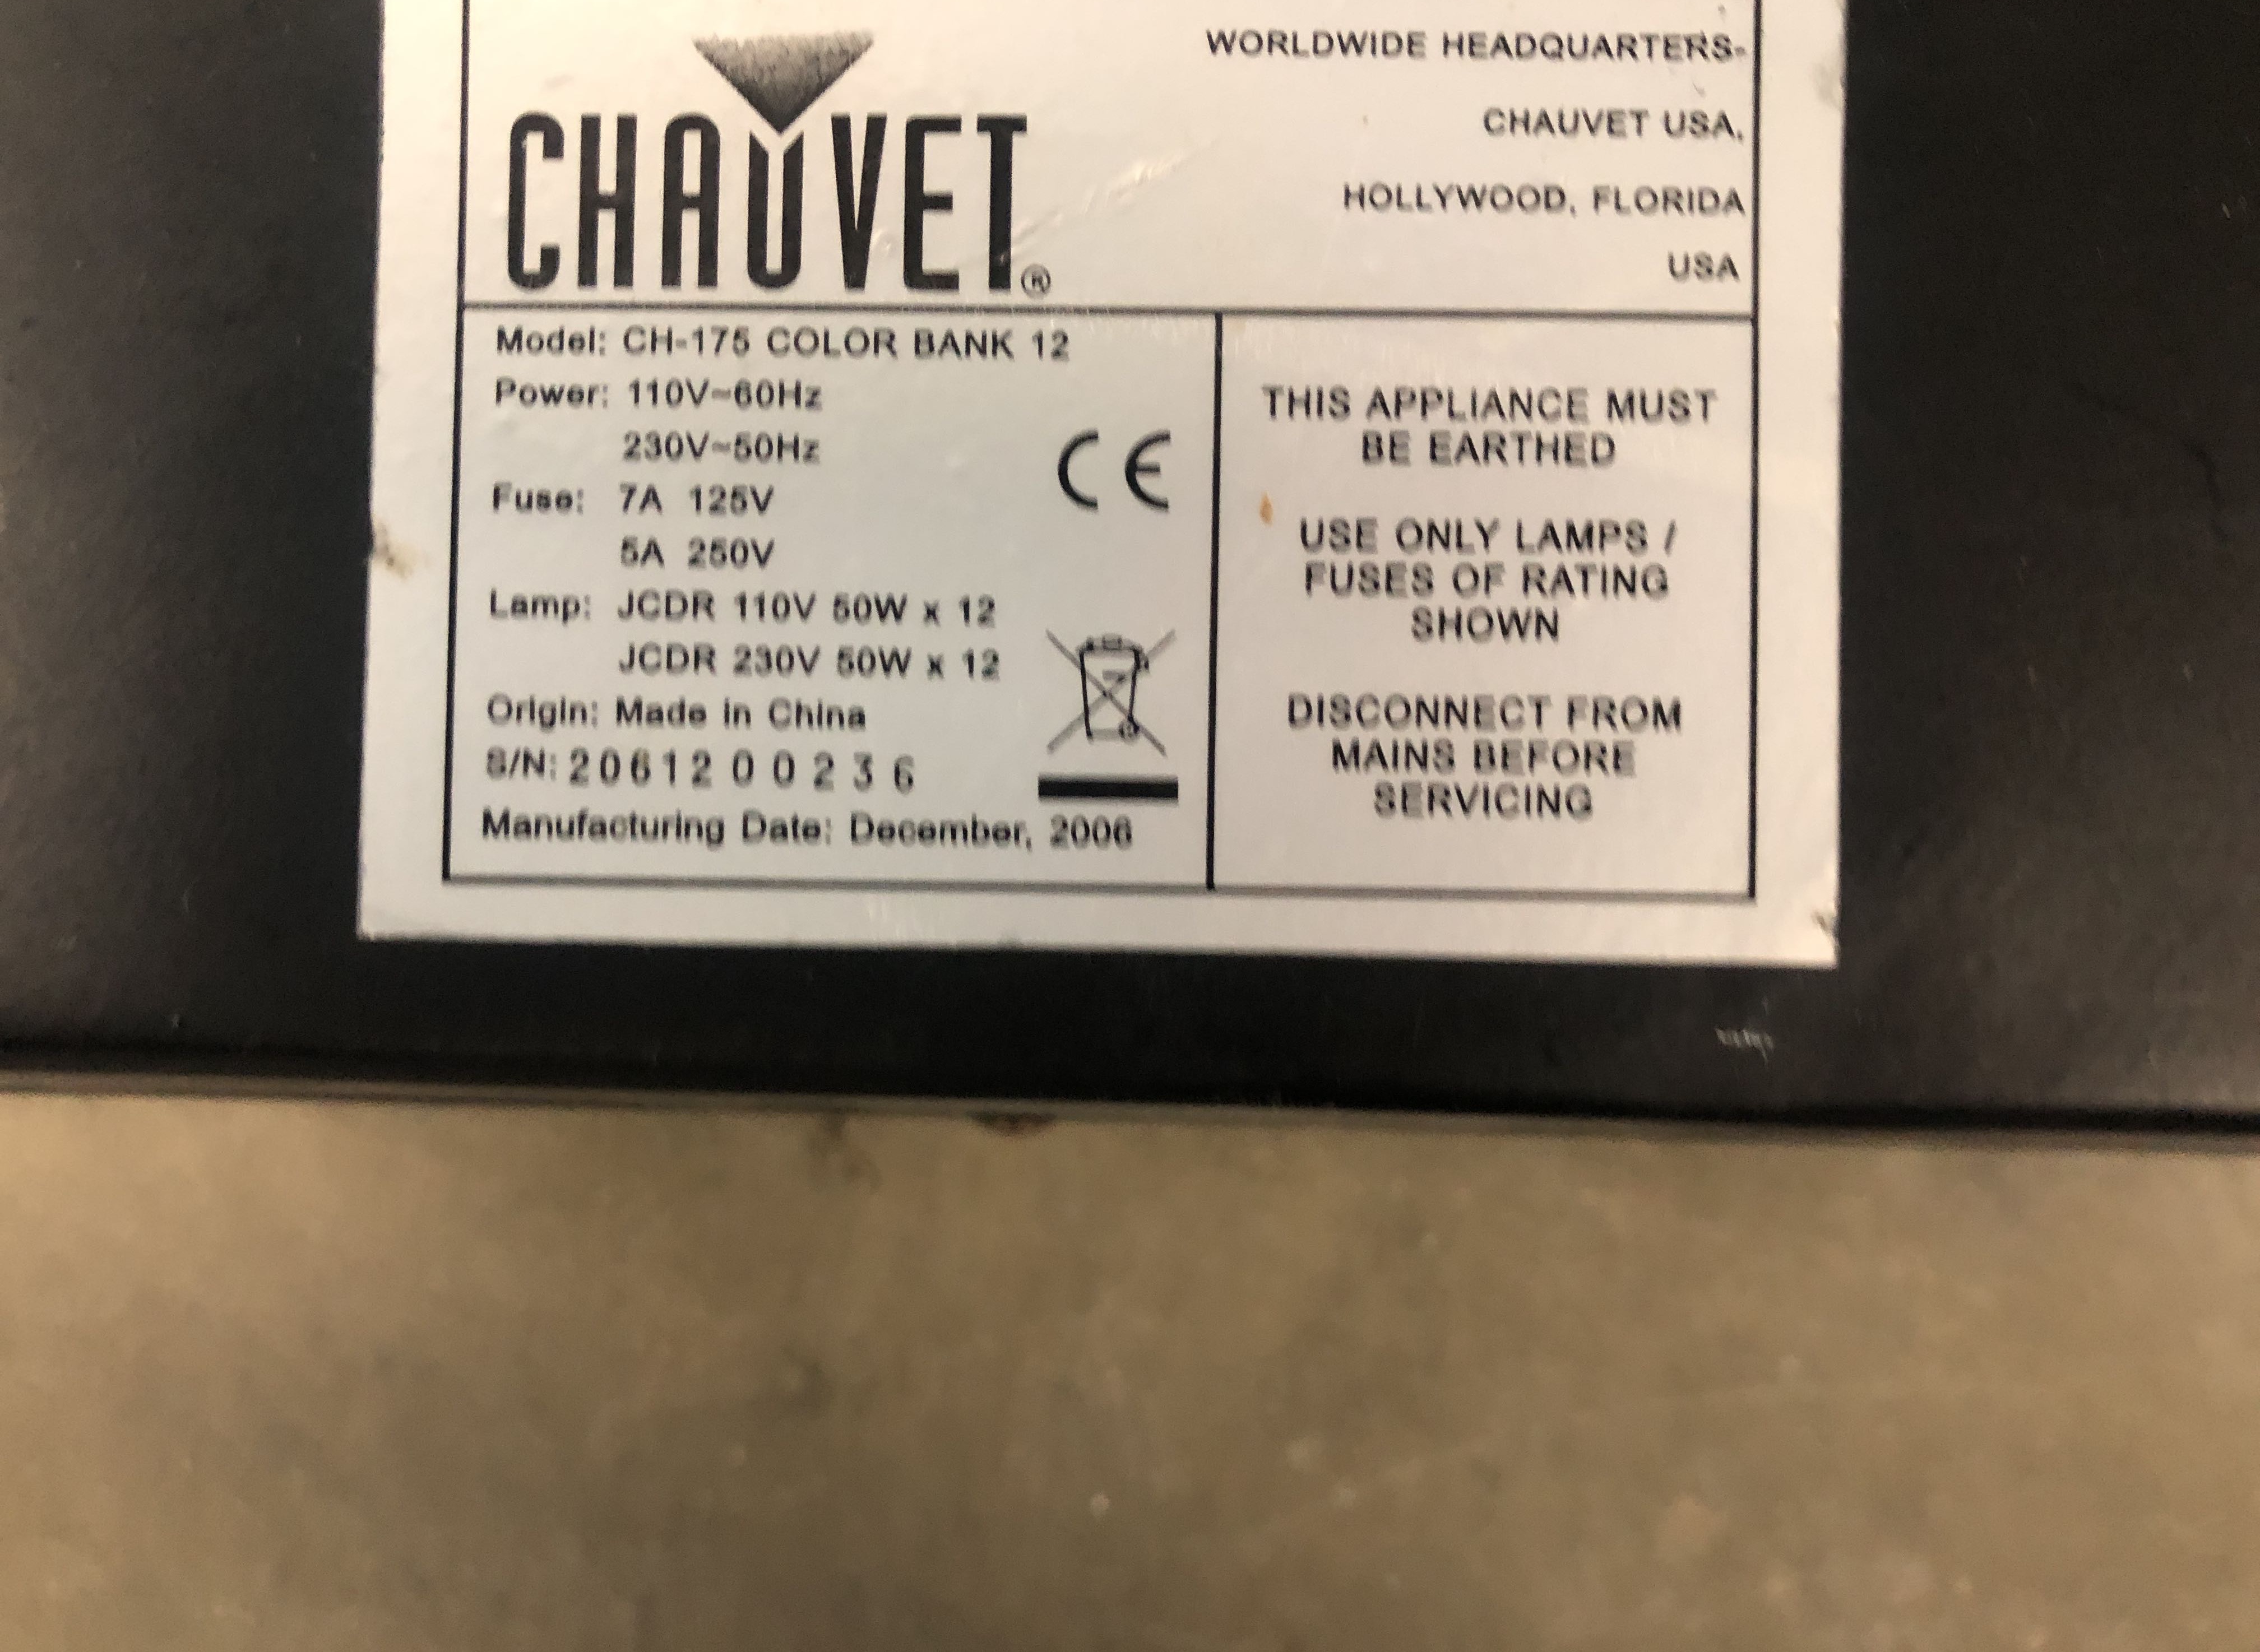 CHAUVET®
WORLDWIDE HEADQUARTERS-
CHAUVET USA,
HOLLYWOOD, FLORIDA
USA
Model: CH-175 COLOR BANK 12
Power: 110V~60Hz
230V~50Hz
Fuse: 7A 125V
5A 250V
Lamp: JCDR 110V 50W x 12
JCDR 230V 50W x 12
Origin: Made in China
S/N: 2061200236
Manufacturing Date: December, 2006
CE
THIS APPLIANCE MUST
BE EARTHED
USE ONLY LAMPS /
FUSES OF RATING
SHOWN
DISCONNECT FROM
MAINS BEFORE
SERVICING